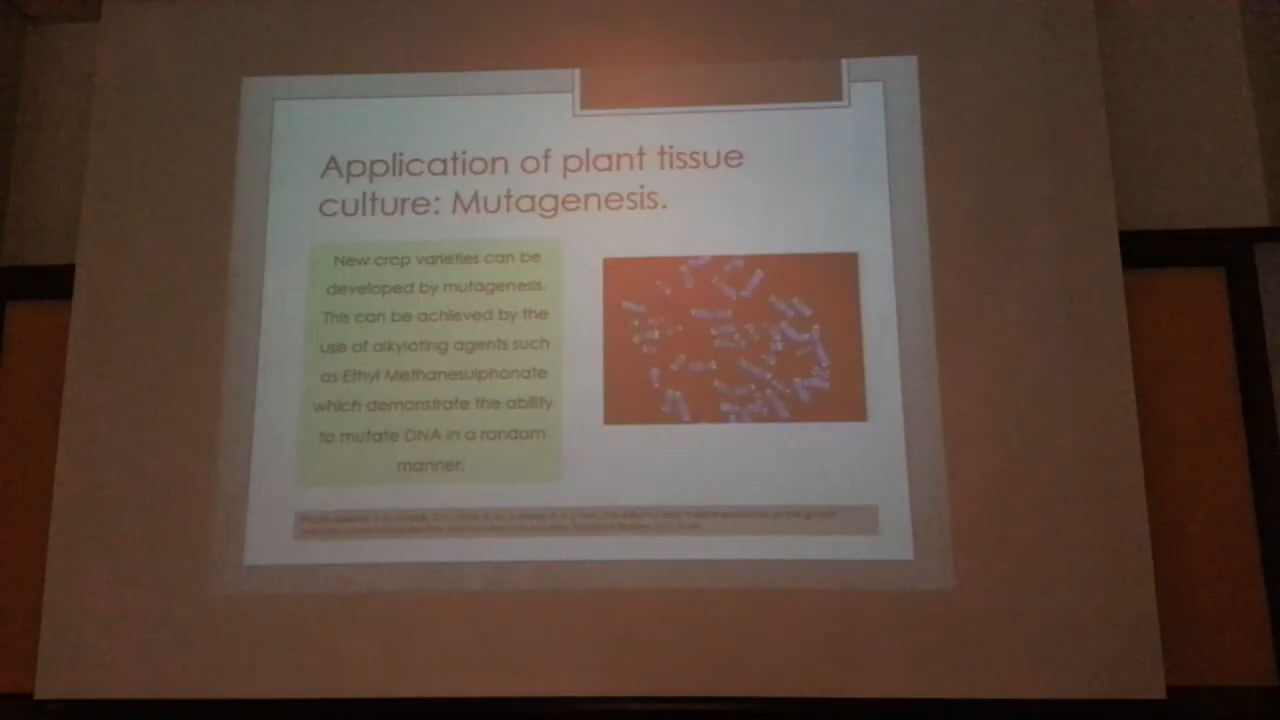 Application of plant tissue
culture: Mutagenesis.
New crop varieties can be
developed by mutagenesis.
This can be achieved by the
use of alkylating agents such
as Ethyl Methanesulphonate
which demonstrate the ability
to mutate DNA in a random
manner.